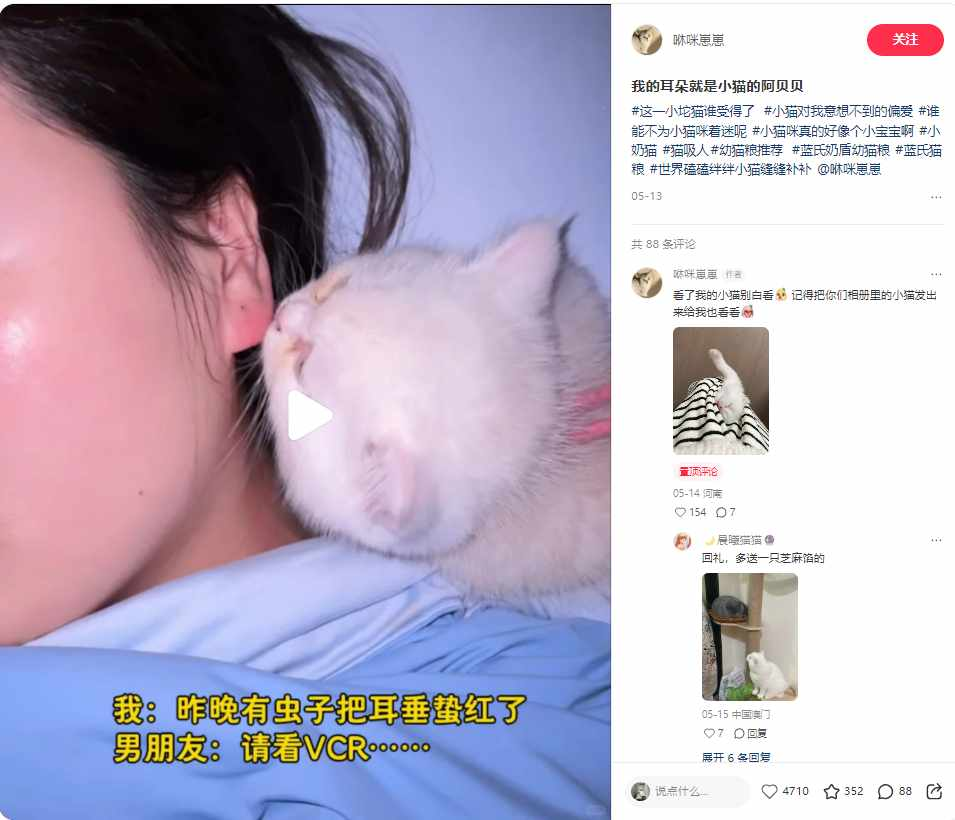 我：昨晚有虫子把耳垂蛰红了
男朋友：请看VCR……
咻咪崽崽
关注
我的耳朵就是小猫的阿贝贝
#这一小坨猫谁受得了 #小猫对我意想不到的偏爱 #谁
能不为小猫咪着迷呢 #小猫咪真的好像个小宝宝啊 #小
奶猫 #猫吸人 #幼猫粮推荐 #蓝氏奶盾幼猫粮 #蓝氏猫
粮 #世界磕磕绊绊小猫缝缝补补 @咻咪崽崽
05-13
共 88 条评论
咻咪崽崽 作者
看了我的小猫别白看 记得把你们相册里的小猫发出
来给我也看看
置顶评论
05-14 河南
154 7
晨曦猫猫
回礼，多送一只芝麻馅的
05-15 中国澳门
7 回复
展开 6 条回复
说点什么...
4710 352 88